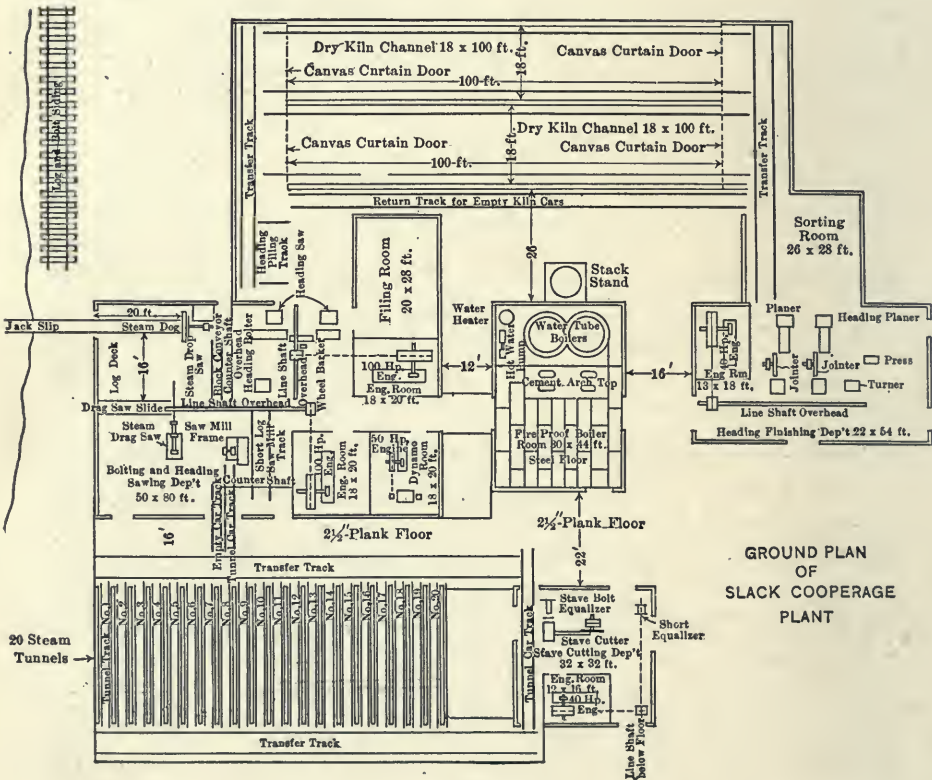 Log and Bolt Siding
Dry Kiln Channel 18 x 100 ft.
18-ft.
Canvas Curtain Door
Canvas Curtain Door
100-ft.
Dry Kiln Channel 18 x 100 ft.
18-ft.
Canvas Curtain Door
Canvas Curtain Door
100-ft.
Transfer Track
Transfer Track
Return Track for Empty Kiln Cars
Sorting
Room
26 x 28 ft.
Heading
Piling
Track
Heading Saw
Filing Room
20 x 28 ft.
26'
Stack
Stand
Water
Heater
Hot Water
Pump
Water Tube
Boilers
Cement Arch Top
Fire Proof Boiler
Room 30 x 44 ft.
Steel Floor
12'
16'
40 Hp.
Eng.
Eng Rm
13 x 18 ft.
Planer
Heading Planer
Jointer
Jointer
Press
Turner
Line Shaft Overhead
Heading Finishing Dep't 22 x 54 ft.
20 ft.
Jack Slip
Steam Dog
Log Deck
16'
Steam Drop
Saw
Block Conveyor
Counter Shaft
Overhead
Heading Bolter
Line Shaft
Overhead
Wheel Barker
100 Hp.
Eng.
Eng. Room
18 x 20 ft.
Drag Saw Slide
Line Shaft Overhead
Steam
Drag Saw
Saw Mill
Frame
Short Log
Saw Mill
Track
Counter Shaft
Bolting and Heading
Sawing Dep't
50 x 80 ft.
100 Hp.
Eng.
Eng. Room
18 x 20 ft.
50 Hp.
Engine
Dynamo
Room
18 x 20 ft.
16'
Empty Car Track
Tunnel Car Track
2½"-Plank Floor
2½"-Plank Floor
22'
GROUND PLAN
OF
SLACK COOPERAGE
PLANT
Transfer Track
20 Steam
Tunnels
Tunnel Track
No.1
No.2
No.3
No.4
No.5
No.6
No.7
No.8
No.9
No.10
No.11
No.12
No.13
No.14
No.15
No.16
No.17
No.18
No.19
No.20
Tunnel Car Track
Stave Bolt
Equalizer
Stave Cutter
Stave Cutting Dep't
32 x 32 ft.
Short
Equalizer
Eng. Room
12 x 16 ft.
40 Hp.
Eng.
Line Shaft
below Floor
Transfer Track